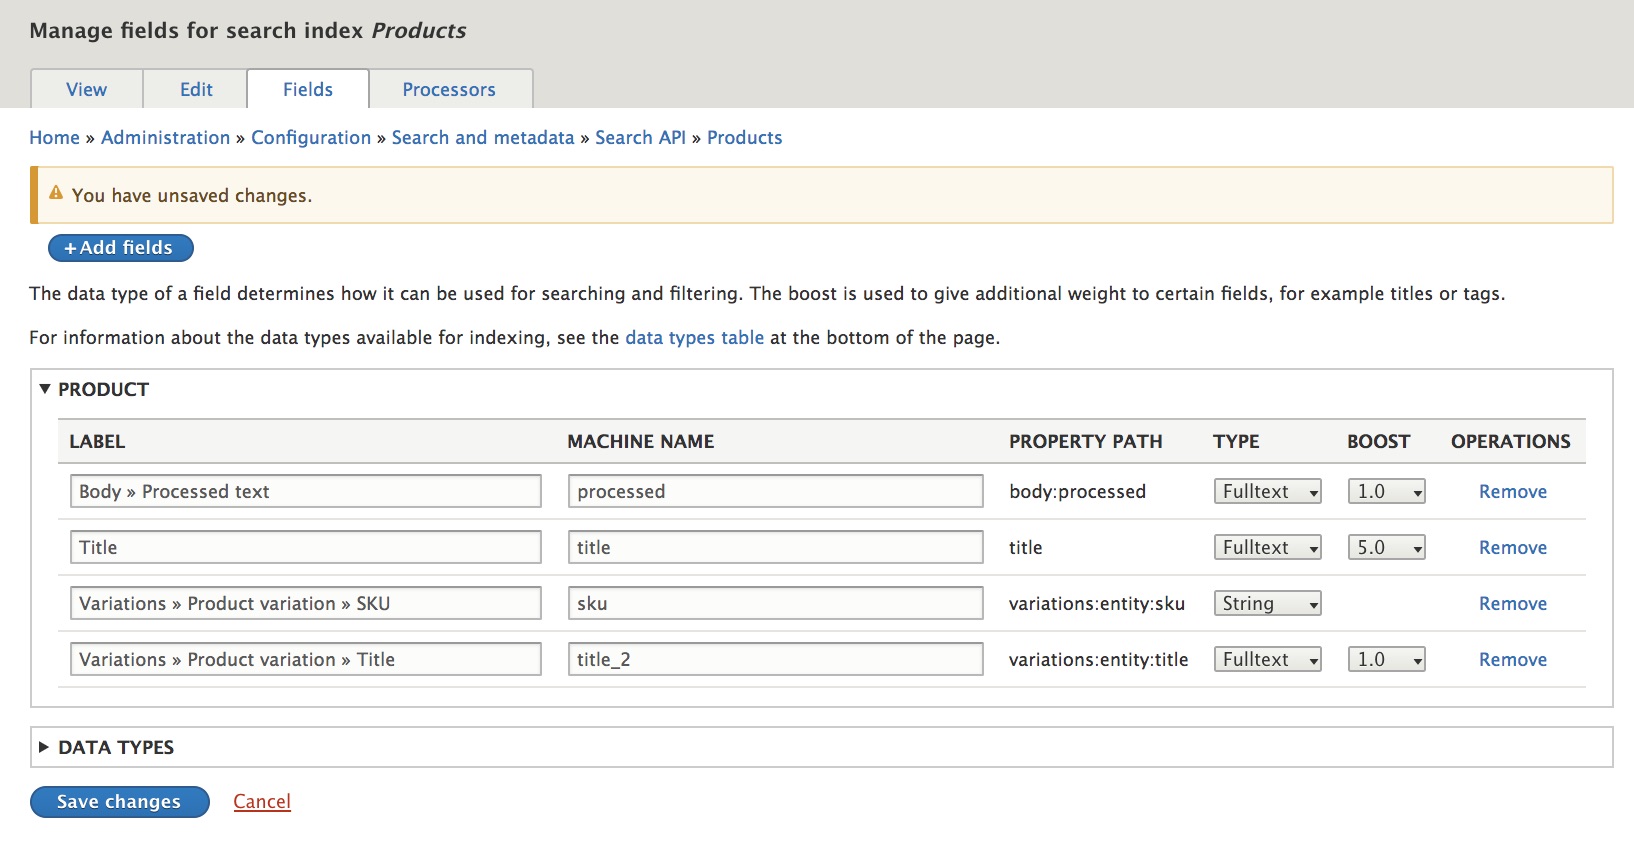 Manage fields for search index Products
View Edit Fields Processors
Home » Administration » Configuration » Search and metadata » Search API » Products
You have unsaved changes.
+Add fields
The data type of a field determines how it can be used for searching and filtering. The boost is used to give additional weight to certain fields, for example titles or tags.
For information about the data types available for indexing, see the data types table at the bottom of the page.
PRODUCT
LABEL MACHINE NAME PROPERTY PATH TYPE BOOST OPERATIONS
Body » Processed text processed body:processed Fulltext 1.0 Remove
Title title title Fulltext 5.0 Remove
Variations » Product variation » SKU sku variations:entity:sku String Remove
Variations » Product variation » Title title_2 variations:entity:title Fulltext 1.0 Remove
DATA TYPES
Save changes Cancel